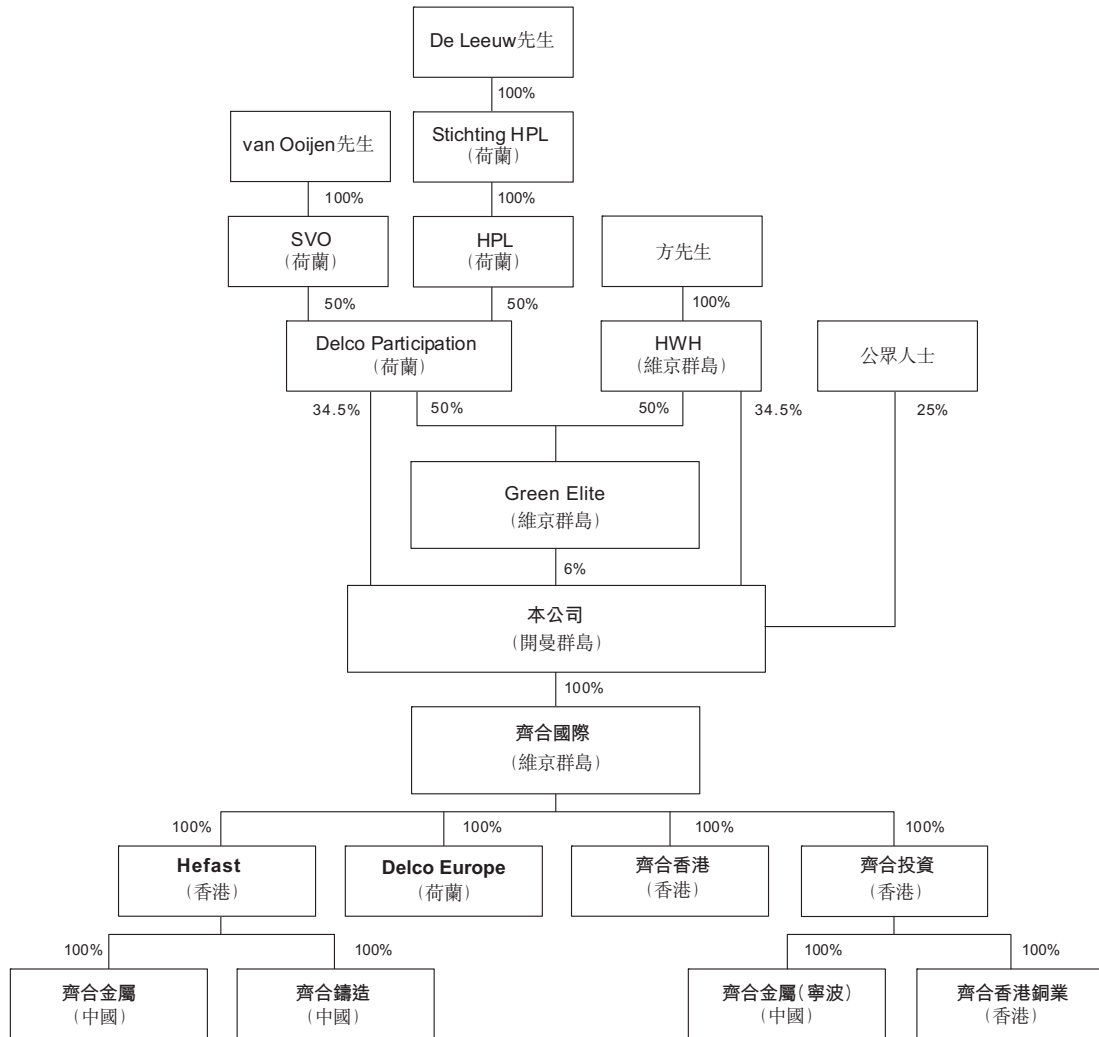 De Leeuw先生
100%
van Ooijen先生
Stichting HPL
(荷蘭)
100%
100%
SVO
(荷蘭)
HPL
(荷蘭)
方先生
50%
50%
100%
Delco Participation
(荷蘭)
HWH
(維京群島)
公眾人士
34.5%
50%
50%
34.5%
25%
Green Elite
(維京群島)
6%
本公司
(開曼群島)
100%
齊合國際
(維京群島)
100%
100%
100%
100%
Hefast
(香港)
Delco Europe
(荷蘭)
齊合香港
(香港)
齊合投資
(香港)
100%
100%
100%
100%
齊合金屬
(中國)
齊合鑄造
(中國)
齊合金屬(寧波)
(中國)
齊合香港銅業
(香港)